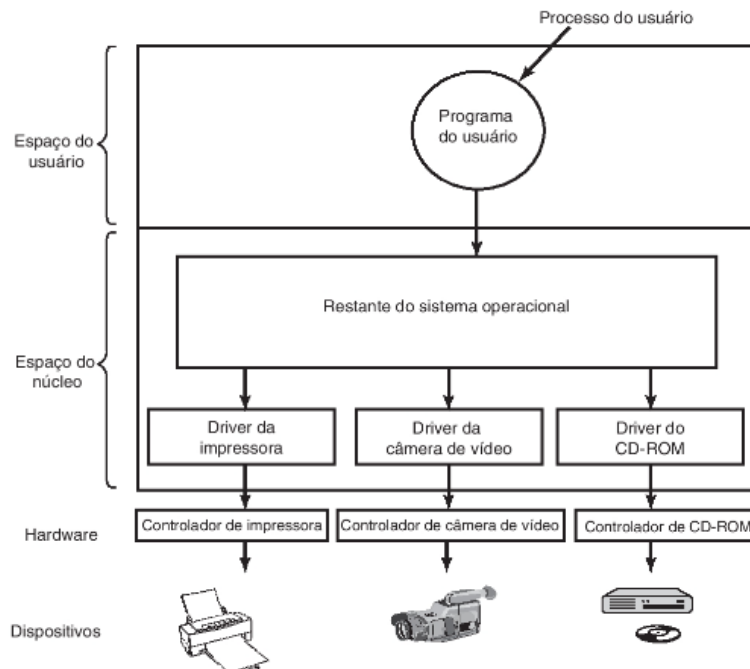 Processo do usuário
Espaço do
usuário
Programa
do usuário
Espaço do
núcleo
Restante do sistema operacional
Driver da
impressora
Driver da
câmera de vídeo
Driver do
CD-ROM
Hardware
Controlador de impressora
Controlador de câmera de vídeo
Controlador de CD-ROM
Dispositivos